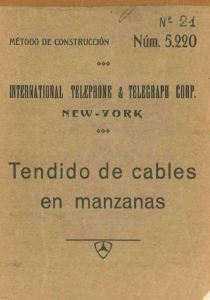 Nº 21
MÉTODO DE CONSTRUCCIÓN Núm. 5.220
INTERNATIONAL TELEPHONE & TELEGRAPH CORP.
NEW-YORK
Tendido de cables
en manzanas